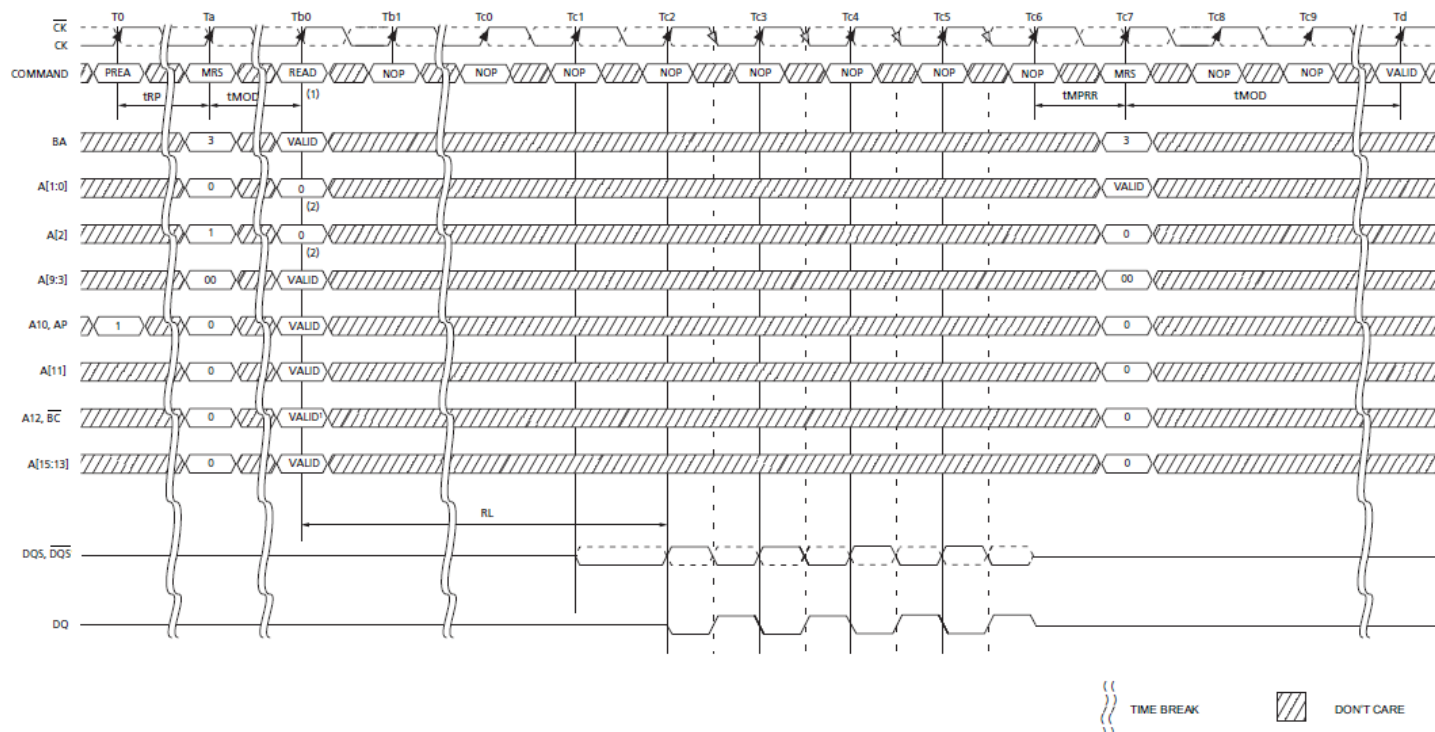 T0 Ta Tb0 Tb1 Tc0 Tc1 Tc2 Tc3 Tc4 Tc5 Tc6 Tc7 Tc8 Tc9 Td
CK
CK
COMMAND PREA MRS READ NOP NOP NOP NOP NOP NOP NOP NOP MRS NOP NOP VALID
tRP tMOD (1) tMPRR tMOD
BA 3 VALID 3
A[1:0] 0 0 VALID
(2)
A[2] 1 0 0
(2)
A[9:3] 00 VALID 00
A10, AP 1 0 VALID 0
A[11] 0 VALID 0
A12, BC 0 VALID¹ 0
A[15:13] 0 VALID 0
RL
DQS, DQS
DQ
TIME BREAK DON'T CARE